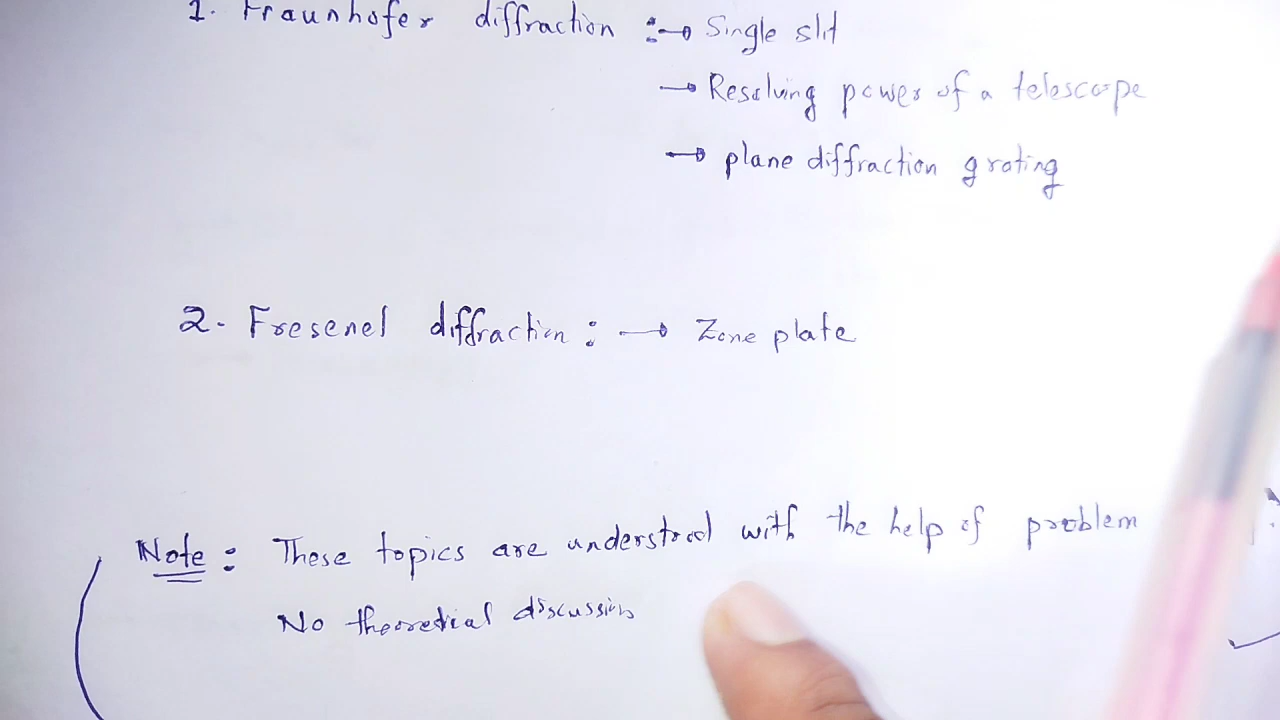 1. Fraunhofer diffraction :→ Single slit
→ Resolving power of a telescope
→ plane diffraction grating
2. Fresenel diffraction : → Zone plate
Note : These topics are understood with the help of problem
No theoretical discussion